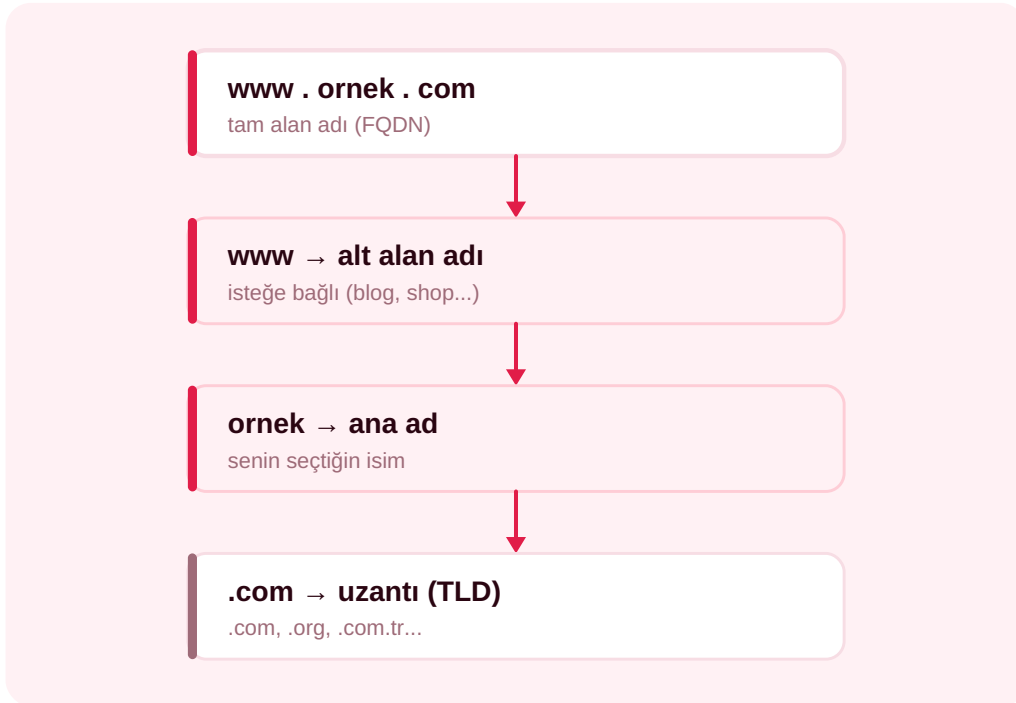 www . ornek . com
tam alan adı (FQDN)
www → alt alan adı
isteğe bağlı (blog, shop...)
ornek → ana ad
senin seçtiğin isim
.com → uzantı (TLD)
.com, .org, .com.tr...